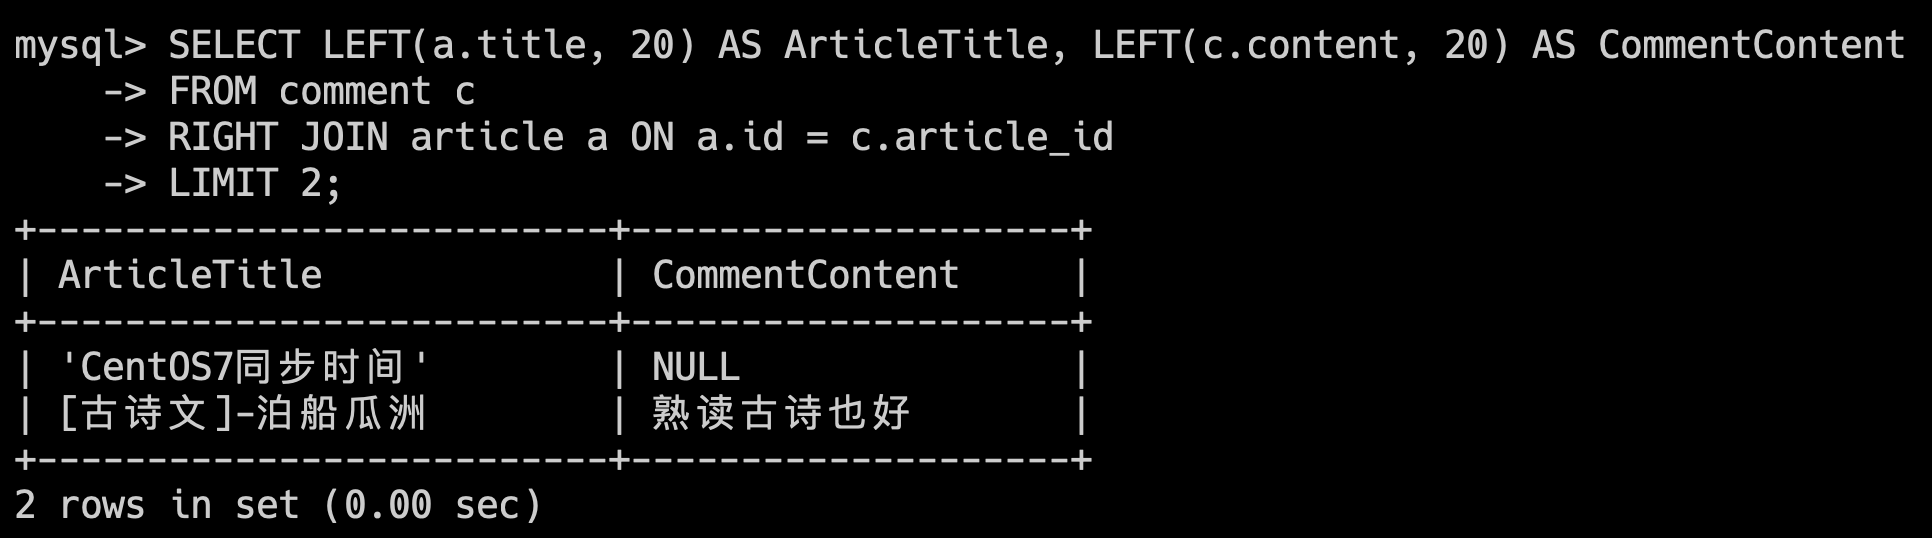 mysql> SELECT LEFT(a.title, 20) AS ArticleTitle, LEFT(c.content, 20) AS CommentContent
    -> FROM comment c
    -> RIGHT JOIN article a ON a.id = c.article_id
    -> LIMIT 2;
+--------------------------+--------------------+
| ArticleTitle             | CommentContent     |
+--------------------------+--------------------+
| 'CentOS7同步时间'        | NULL               |
| [古诗文]-泊船瓜洲        | 熟读古诗也好       |
+--------------------------+--------------------+
2 rows in set (0.00 sec)